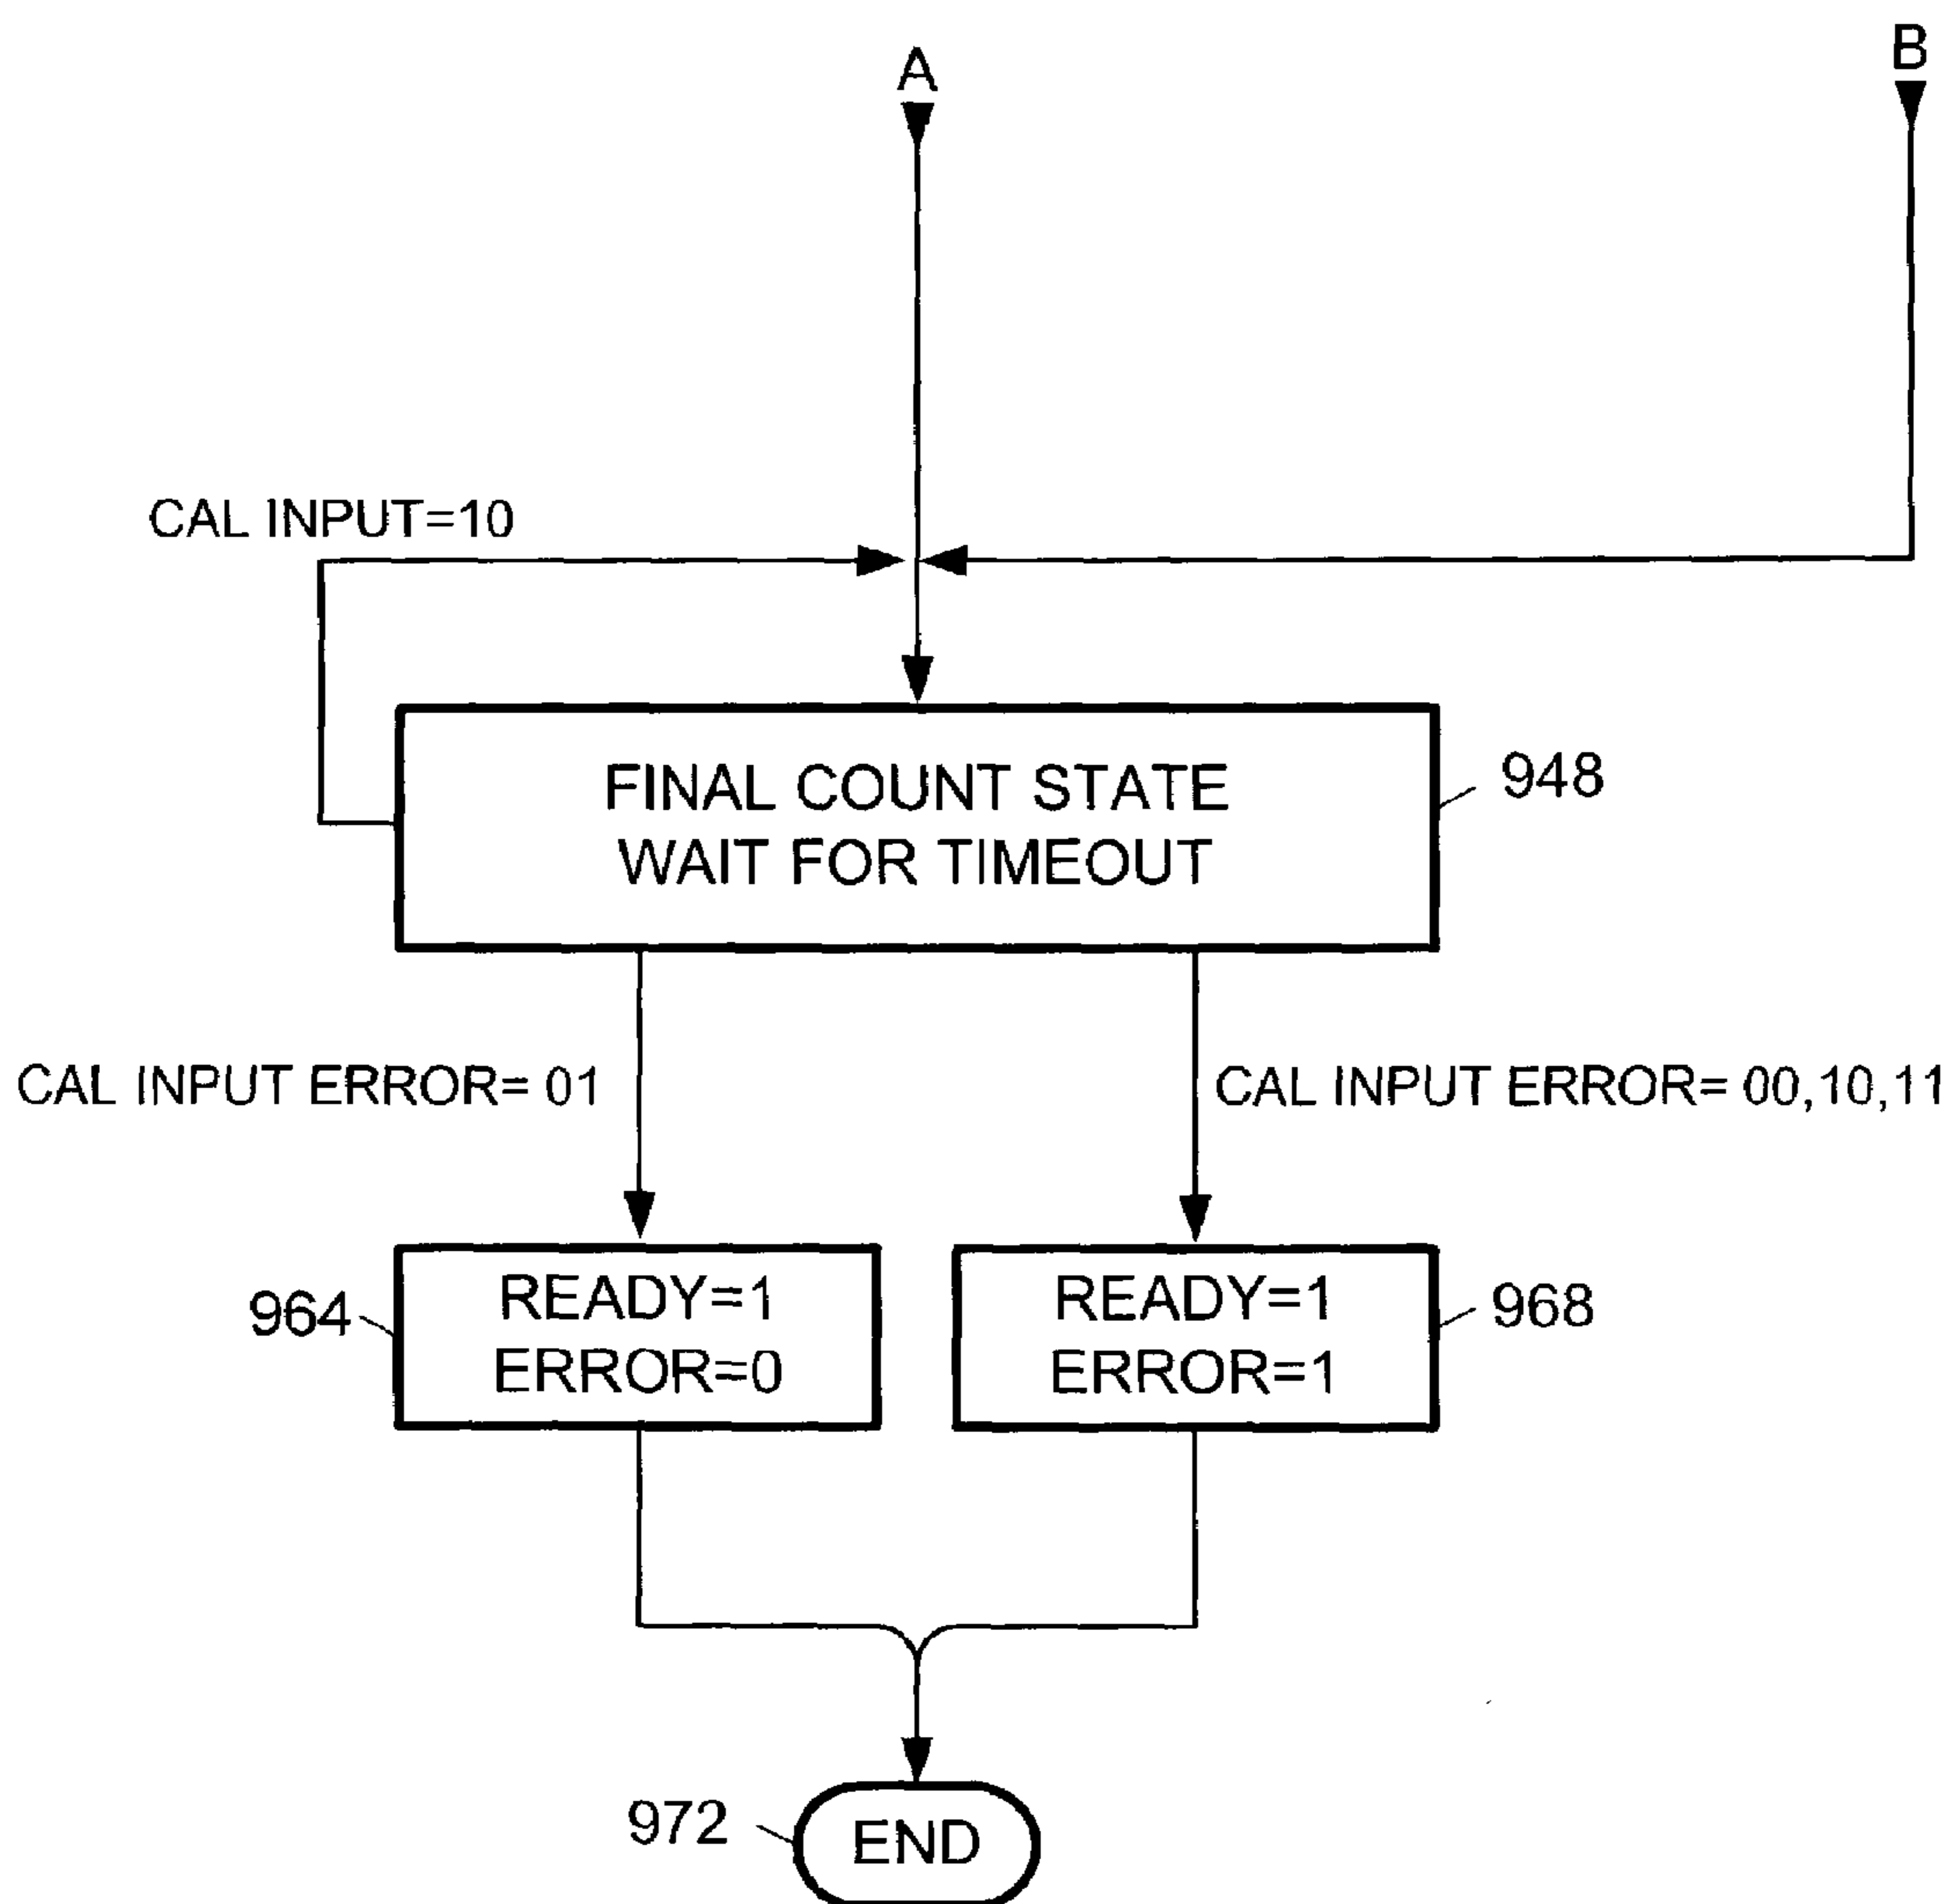 A
B
CAL INPUT=10
FINAL COUNT STATE
WAIT FOR TIMEOUT
948
CAL INPUT ERROR= 01
CAL INPUT ERROR= 00,10,11
964
READY=1
ERROR=0
READY=1
ERROR=1
968
972
END